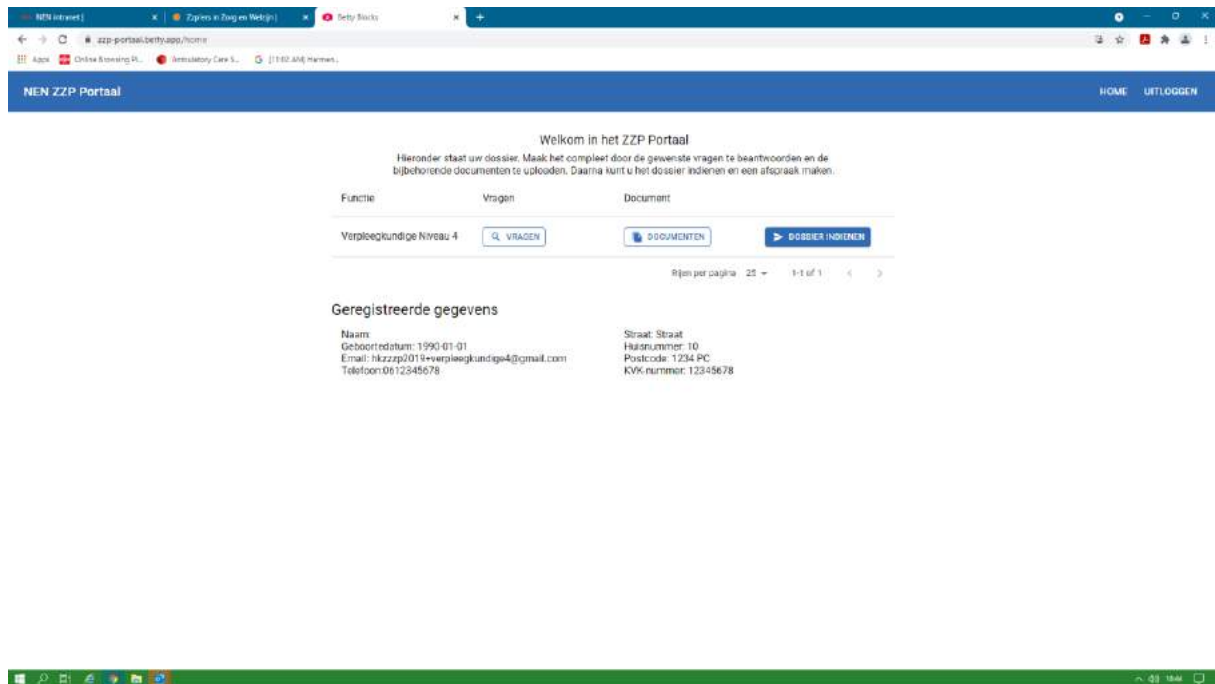 NEN intranet |
Zzp'ers in Zorg en Welzijn |
Betty Blocks
zzp-portaal.betty.app/home
Apps
Ambulatory Care S...
NEN ZZP Portaal
HOME
UITLOGGEN
Welkom in het ZZP Portaal
Hieronder staat uw dossier. Maak het compleet door de gewenste vragen te beantwoorden en de
bijbehorende documenten te uploaden. Daarna kunt u het dossier indienen en een afspraak maken.
Functie Vragen Document
Verpleegkundige Niveau 4 VRAGEN DOCUMENTEN DOSSIER INDIENEN
Rijen per pagina 25 1-1 of 1
Geregistreerde gegevens
Naam:
Geboortedatum: 1990-01-01
Email: hkzzzp2019+verpleegkundige4@gmail.com
Telefoon:0612345678
Straat: Straat
Huisnummer: 10
Postcode: 1234 PC
KVK-nummer: 12345678